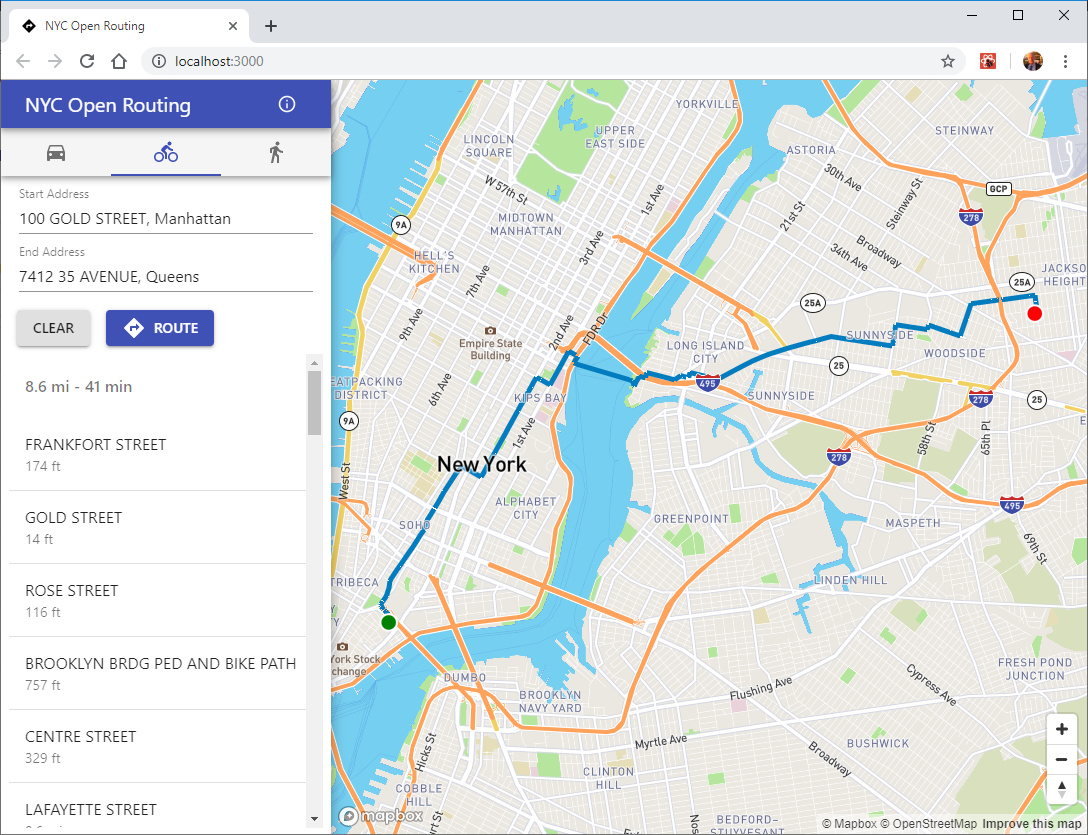 NYC Open Routing
localhost:3000
NYC Open Routing
Start Address
100 GOLD STREET, Manhattan
End Address
7412 35 AVENUE, Queens
CLEAR
ROUTE
8.6 mi - 41 min
FRANKFORT STREET
174 ft
GOLD STREET
14 ft
ROSE STREET
116 ft
BROOKLYN BRDG PED AND BIKE PATH
757 ft
CENTRE STREET
329 ft
LAFAYETTE STREET
YORKVILLE
LINCOLN
SQUARE
UPPER
EAST SIDE
STEINWAY
ASTORIA
W 57th St
1st Ave
30th Ave
GCP
9A
MIDTOWN
MANHATTAN
21st St
Steinway St
278
3rd Ave
Broadway
34th Ave
HELL'S
KITCHEN
7th Ave
JACKSO
HEIGHT
25A
25A
9th Ave
2nd Ave
FDR Dr
Empire State
Building
LONG ISLAND
CITY
SUNNYSIDE
WOODSIDE
25
EATPACKING
DISTRICT
6th Ave
KIPS BAY
495
SUNNYSIDE
278
25
9A
1st Ave
58th St
65th Pl
New York
278
West St
ALPHABET
CITY
495
SOHO
GREENPOINT
MASPETH
69th St
TRIBECA
LINDEN HILL
York Stock
change
DUMBO
BROOKLYN
NAVY YARD
Flushing Ave
Cypress Ave
FRESH POND
JUNCTION
Hicks St
Myrtle Ave
Broadway
BUSHWICK
CLINTON
HILL
COBBLE
HILL
BEDFORD-
mapbox
© Mapbox © OpenStreetMap Improve this map